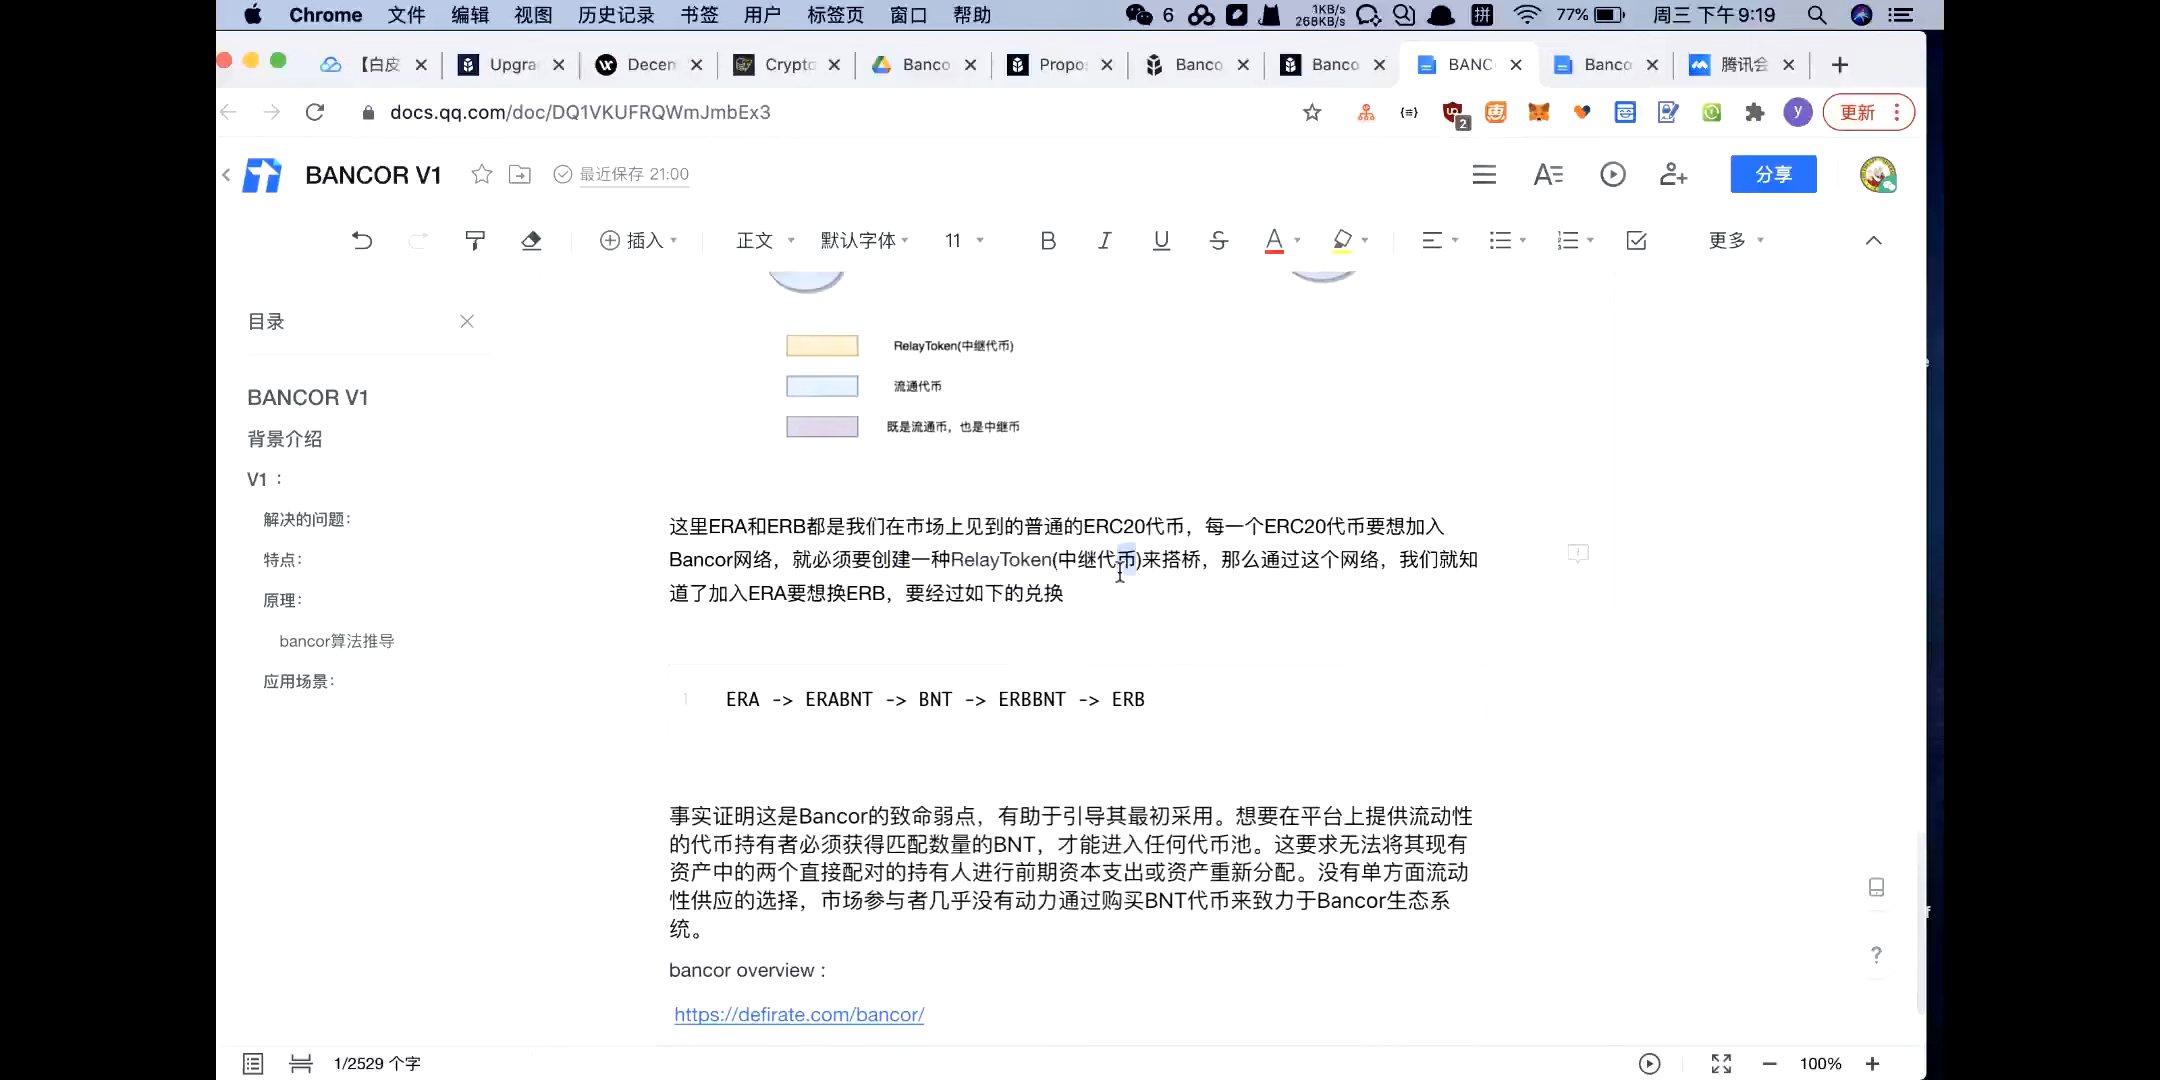 Chrome 文件 编辑 视图 历史记录 书签 用户 标签页 窗口 帮助 6 1KB/s 268KB/s 拼 77% 周三 下午9:19
【白皮 Upgra Decen Crypto Banco Propo Banco Banco BANC Banco 腾讯会
docs.qq.com/doc/DQ1VKUFRQWmJmbEx3 2 y 更新
BANCOR V1 最近保存 21:00 分享
插入 正文 默认字体 11 B I U S A 更多
目录
BANCOR V1
背景介绍
V1 :
解决的问题:
特点:
原理:
bancor算法推导
应用场景:
RelayToken(中继代币)
流通代币
既是流通币，也是中继币
这里ERA和ERB都是我们在市场上见到的普通的ERC20代币，每一个ERC20代币要想加入
Bancor网络，就必须要创建一种RelayToken(中继代币)来搭桥，那么通过这个网络，我们就知
道了加入ERA要想换ERB，要经过如下的兑换
1 ERA -> ERABNT -> BNT -> ERBBNT -> ERB
事实证明这是Bancor的致命弱点，有助于引导其最初采用。想要在平台上提供流动性
的代币持有者必须获得匹配数量的BNT，才能进入任何代币池。这要求无法将其现有
资产中的两个直接配对的持有人进行前期资本支出或资产重新分配。没有单方面流动
性供应的选择，市场参与者几乎没有动力通过购买BNT代币来致力于Bancor生态系
统。
bancor overview :
https://defirate.com/bancor/
1/2529 个字 100%